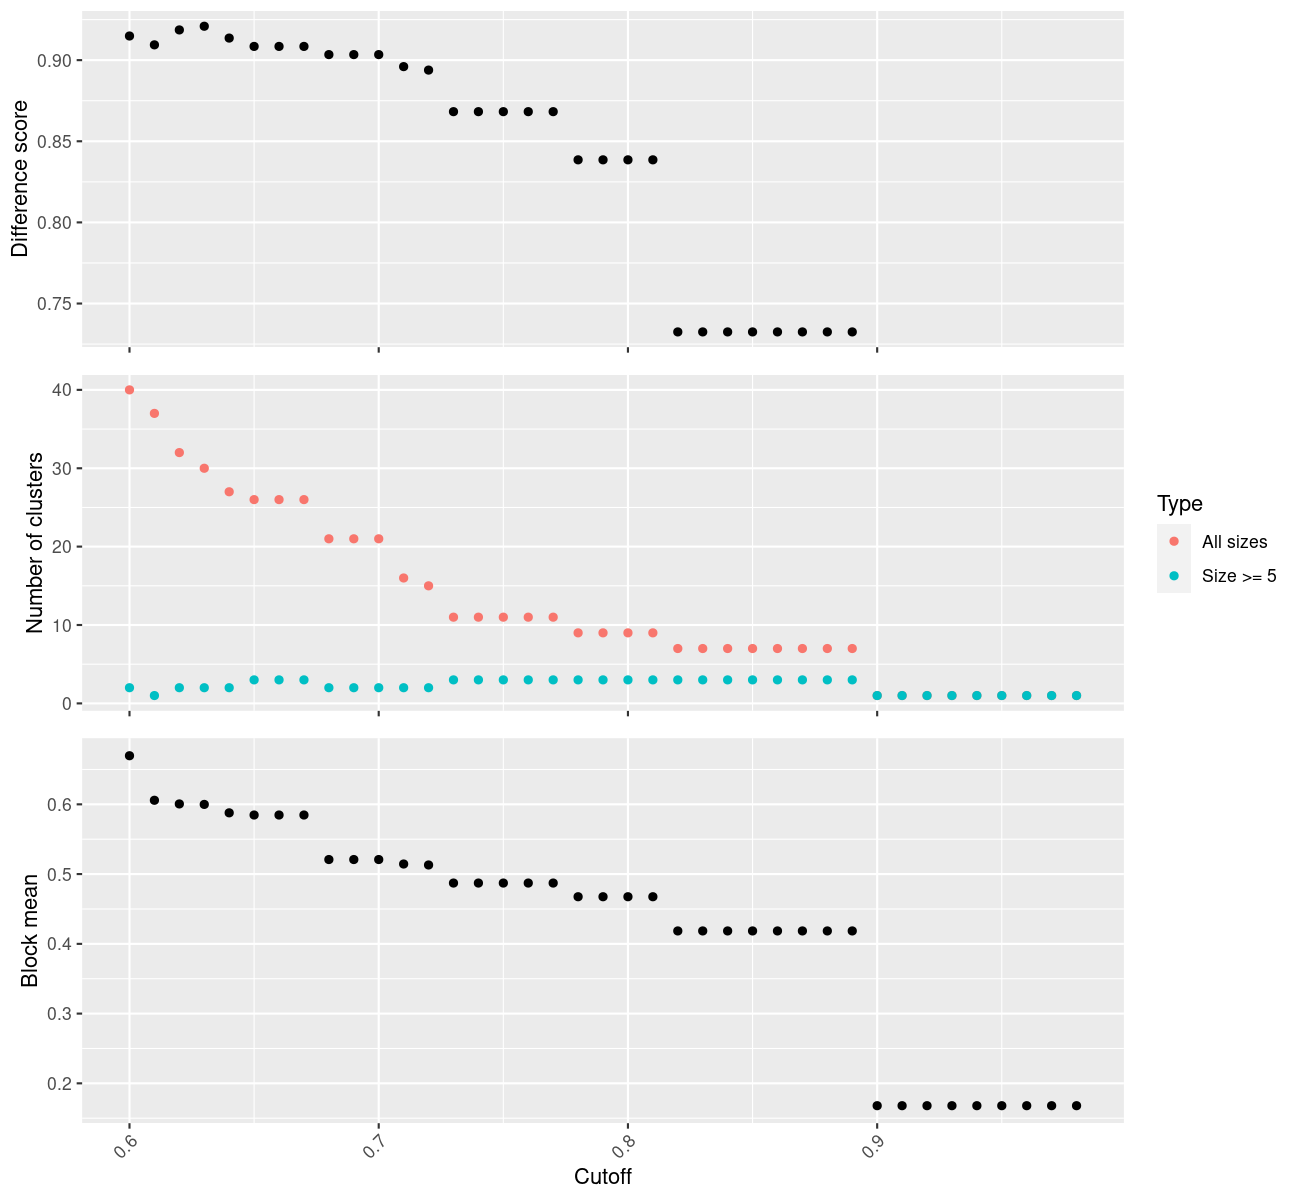 Difference score
0.90
0.85
0.80
0.75
Number of clusters
40
30
20
10
0
Type
All sizes
Size >= 5
Block mean
0.6
0.5
0.4
0.3
0.2
0.6 0.7 0.8 0.9
Cutoff